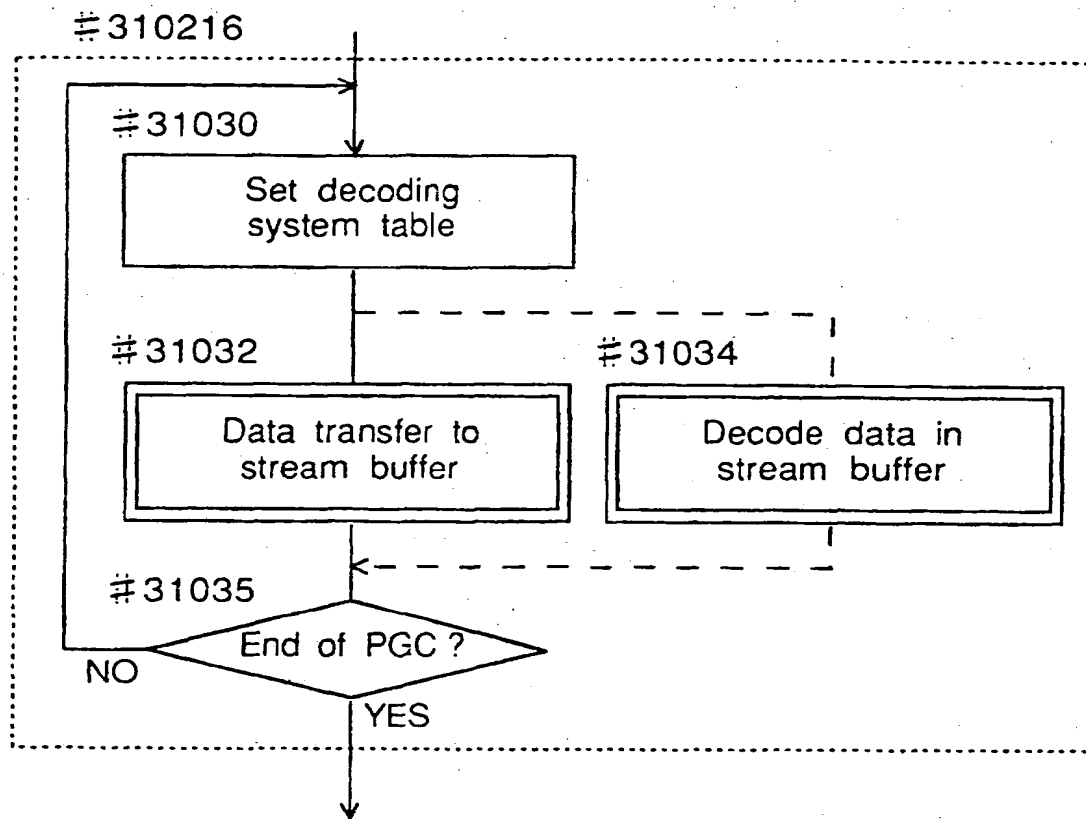 #310216
#31030
Set decoding
system table
#31032
#31034
Data transfer to
stream buffer
Decode data in
stream buffer
#31035
End of PGC ?
NO
YES